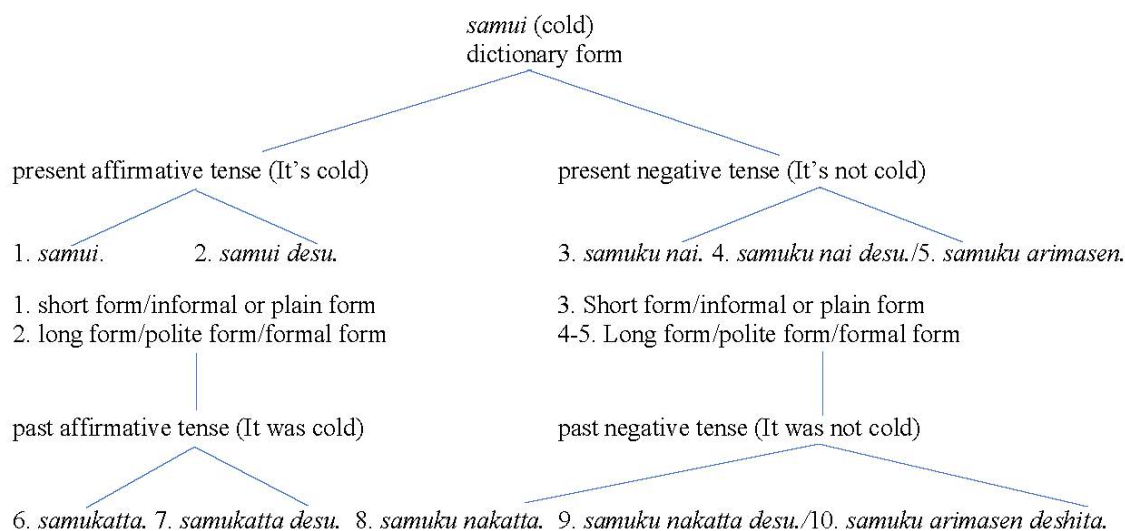 samui (cold)
dictionary form
present affirmative tense (It’s cold)
present negative tense (It’s not cold)
1. samui.
2. samui desu.
3. samuku nai. 4. samuku nai desu./5. samuku arimasen.
1. short form/informal or plain form
2. long form/polite form/formal form
3. Short form/informal or plain form
4-5. Long form/polite form/formal form
past affirmative tense (It was cold)
past negative tense (It was not cold)
6. samukatta. 7. samukatta desu. 8. samuku nakatta. 9. samuku nakatta desu./10. samuku arimasen deshita.